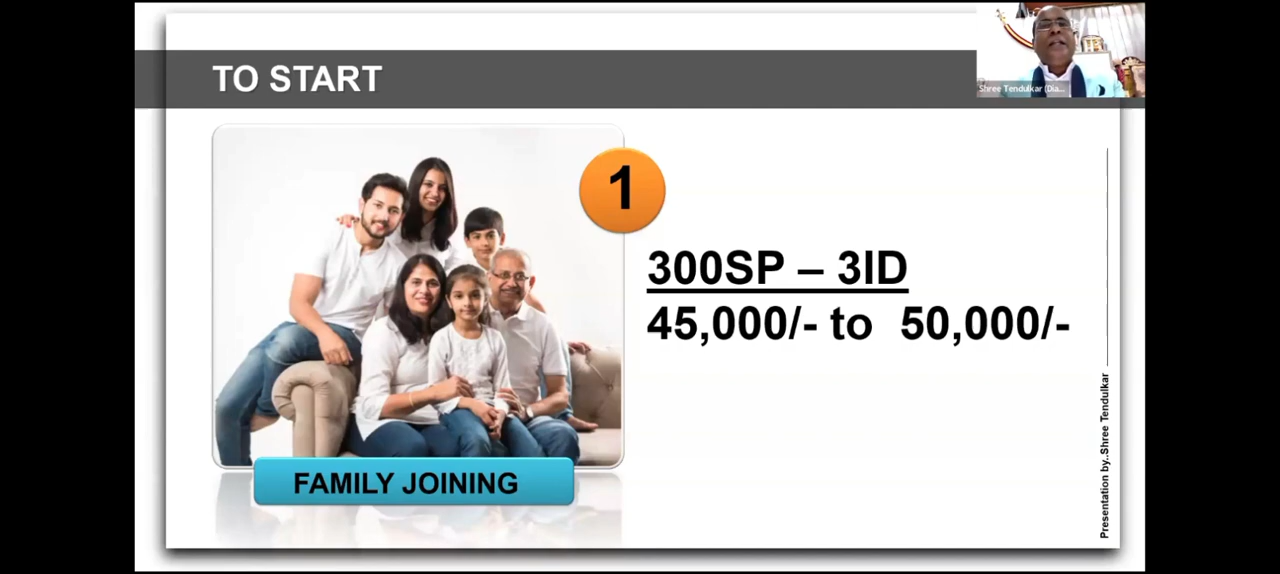 TO START
Shree Tendulkar (Dia...
1
300SP – 3ID
45,000/- to 50,000/-
FAMILY JOINING
Presentation by..Shree Tendulkar